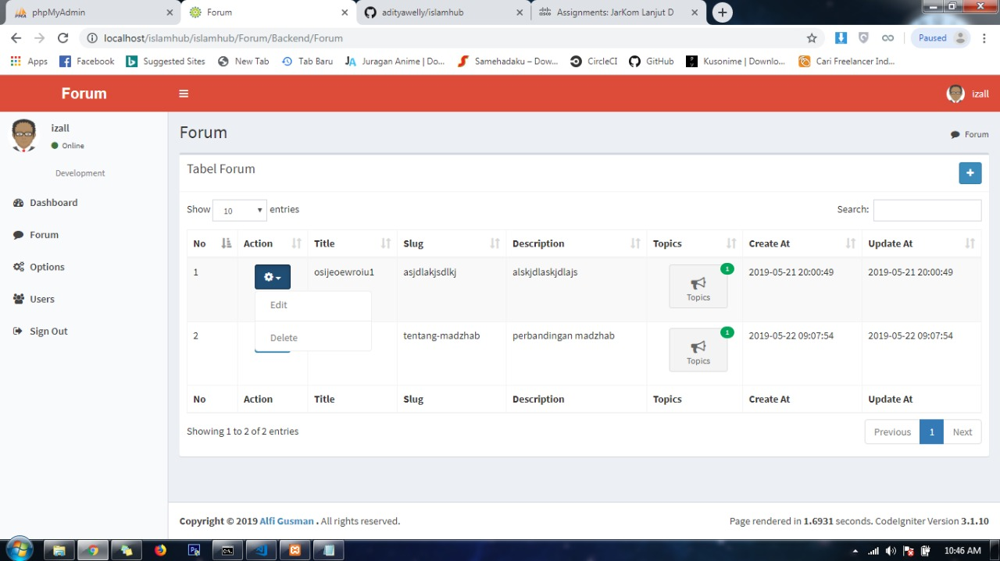 phpMyAdmin
Forum
adityawelly/islamhub
Assignments: JarKom Lanjut D
localhost/islamhub/islamhub/Forum/Backend/Forum
Paused
Apps Facebook Suggested Sites New Tab Tab Baru Juragan Anime | Do... Samehadaku – Dow... CircleCI GitHub Kusonime | Downlo... Cari Freelancer Ind...
Forum
izall
izall
Online
Development
Dashboard
Forum
Options
Users
Sign Out
Forum
Forum
Tabel Forum
Show 10 entries
Search:
No Action Title Slug Description Topics Create At Update At
1 osijeoewroiu1 asjdlakjsdlkj alskjdlaskjdlajs 1 Topics 2019-05-21 20:00:49 2019-05-21 20:00:49
Edit
Delete
2 tentang-madzhab perbandingan madzhab 1 Topics 2019-05-22 09:07:54 2019-05-22 09:07:54
No Action Title Slug Description Topics Create At Update At
Showing 1 to 2 of 2 entries
Previous 1 Next
Copyright © 2019 Alfi Gusman . All rights reserved.
Page rendered in 1.6931 seconds. CodeIgniter Version 3.1.10
10:46 AM